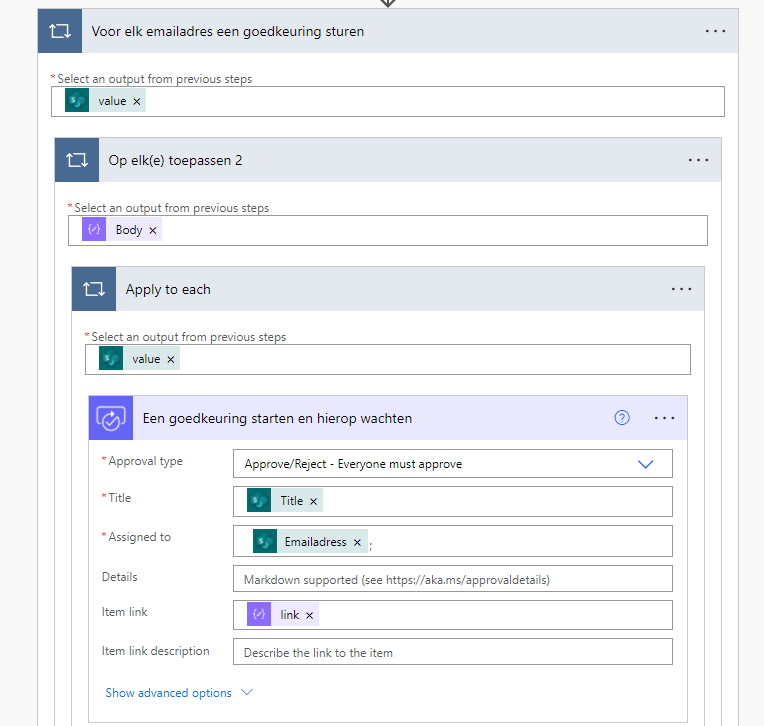 Voor elk emailadres een goedkeuring sturen
* Select an output from previous steps
value ×
Op elk(e) toepassen 2
* Select an output from previous steps
Body ×
Apply to each
* Select an output from previous steps
value ×
Een goedkeuring starten en hierop wachten
* Approval type
Approve/Reject - Everyone must approve
* Title
Title ×
* Assigned to
Emailadress × ;
Details
Markdown supported (see https://aka.ms/approvaldetails)
Item link
link ×
Item link description
Describe the link to the item
Show advanced options